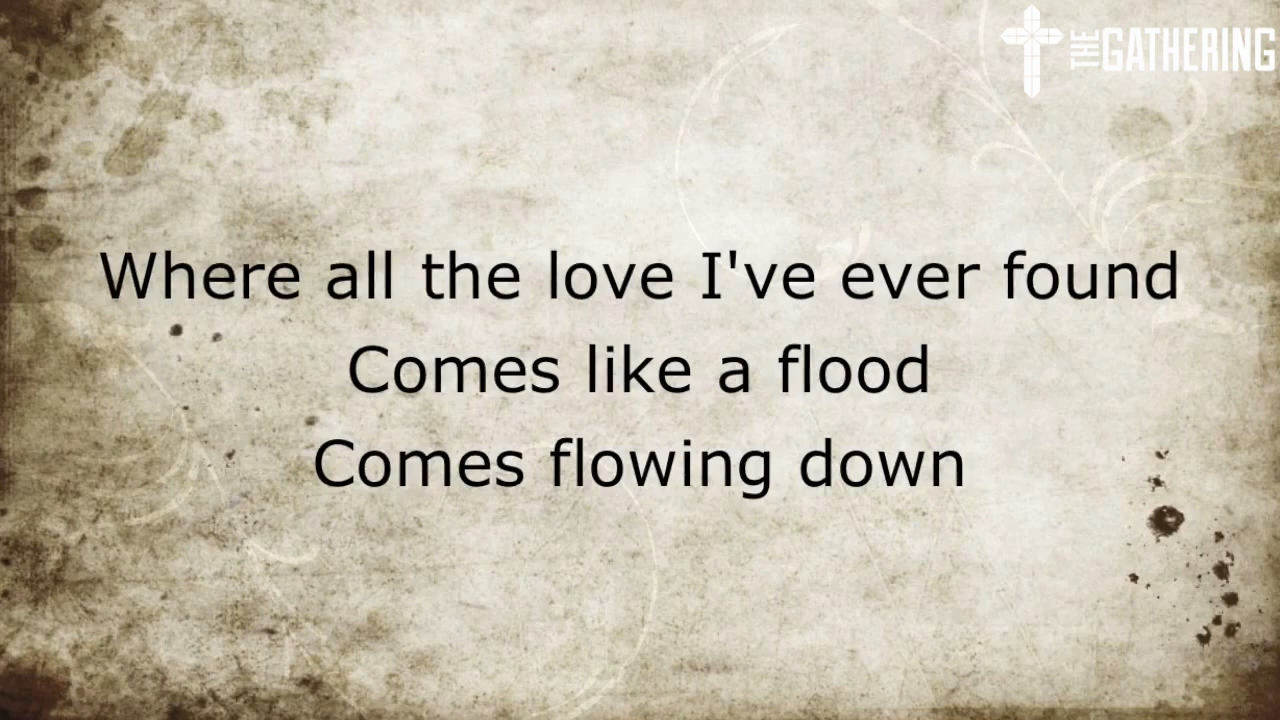 THE GATHERING
Where all the love I've ever found
Comes like a flood
Comes flowing down